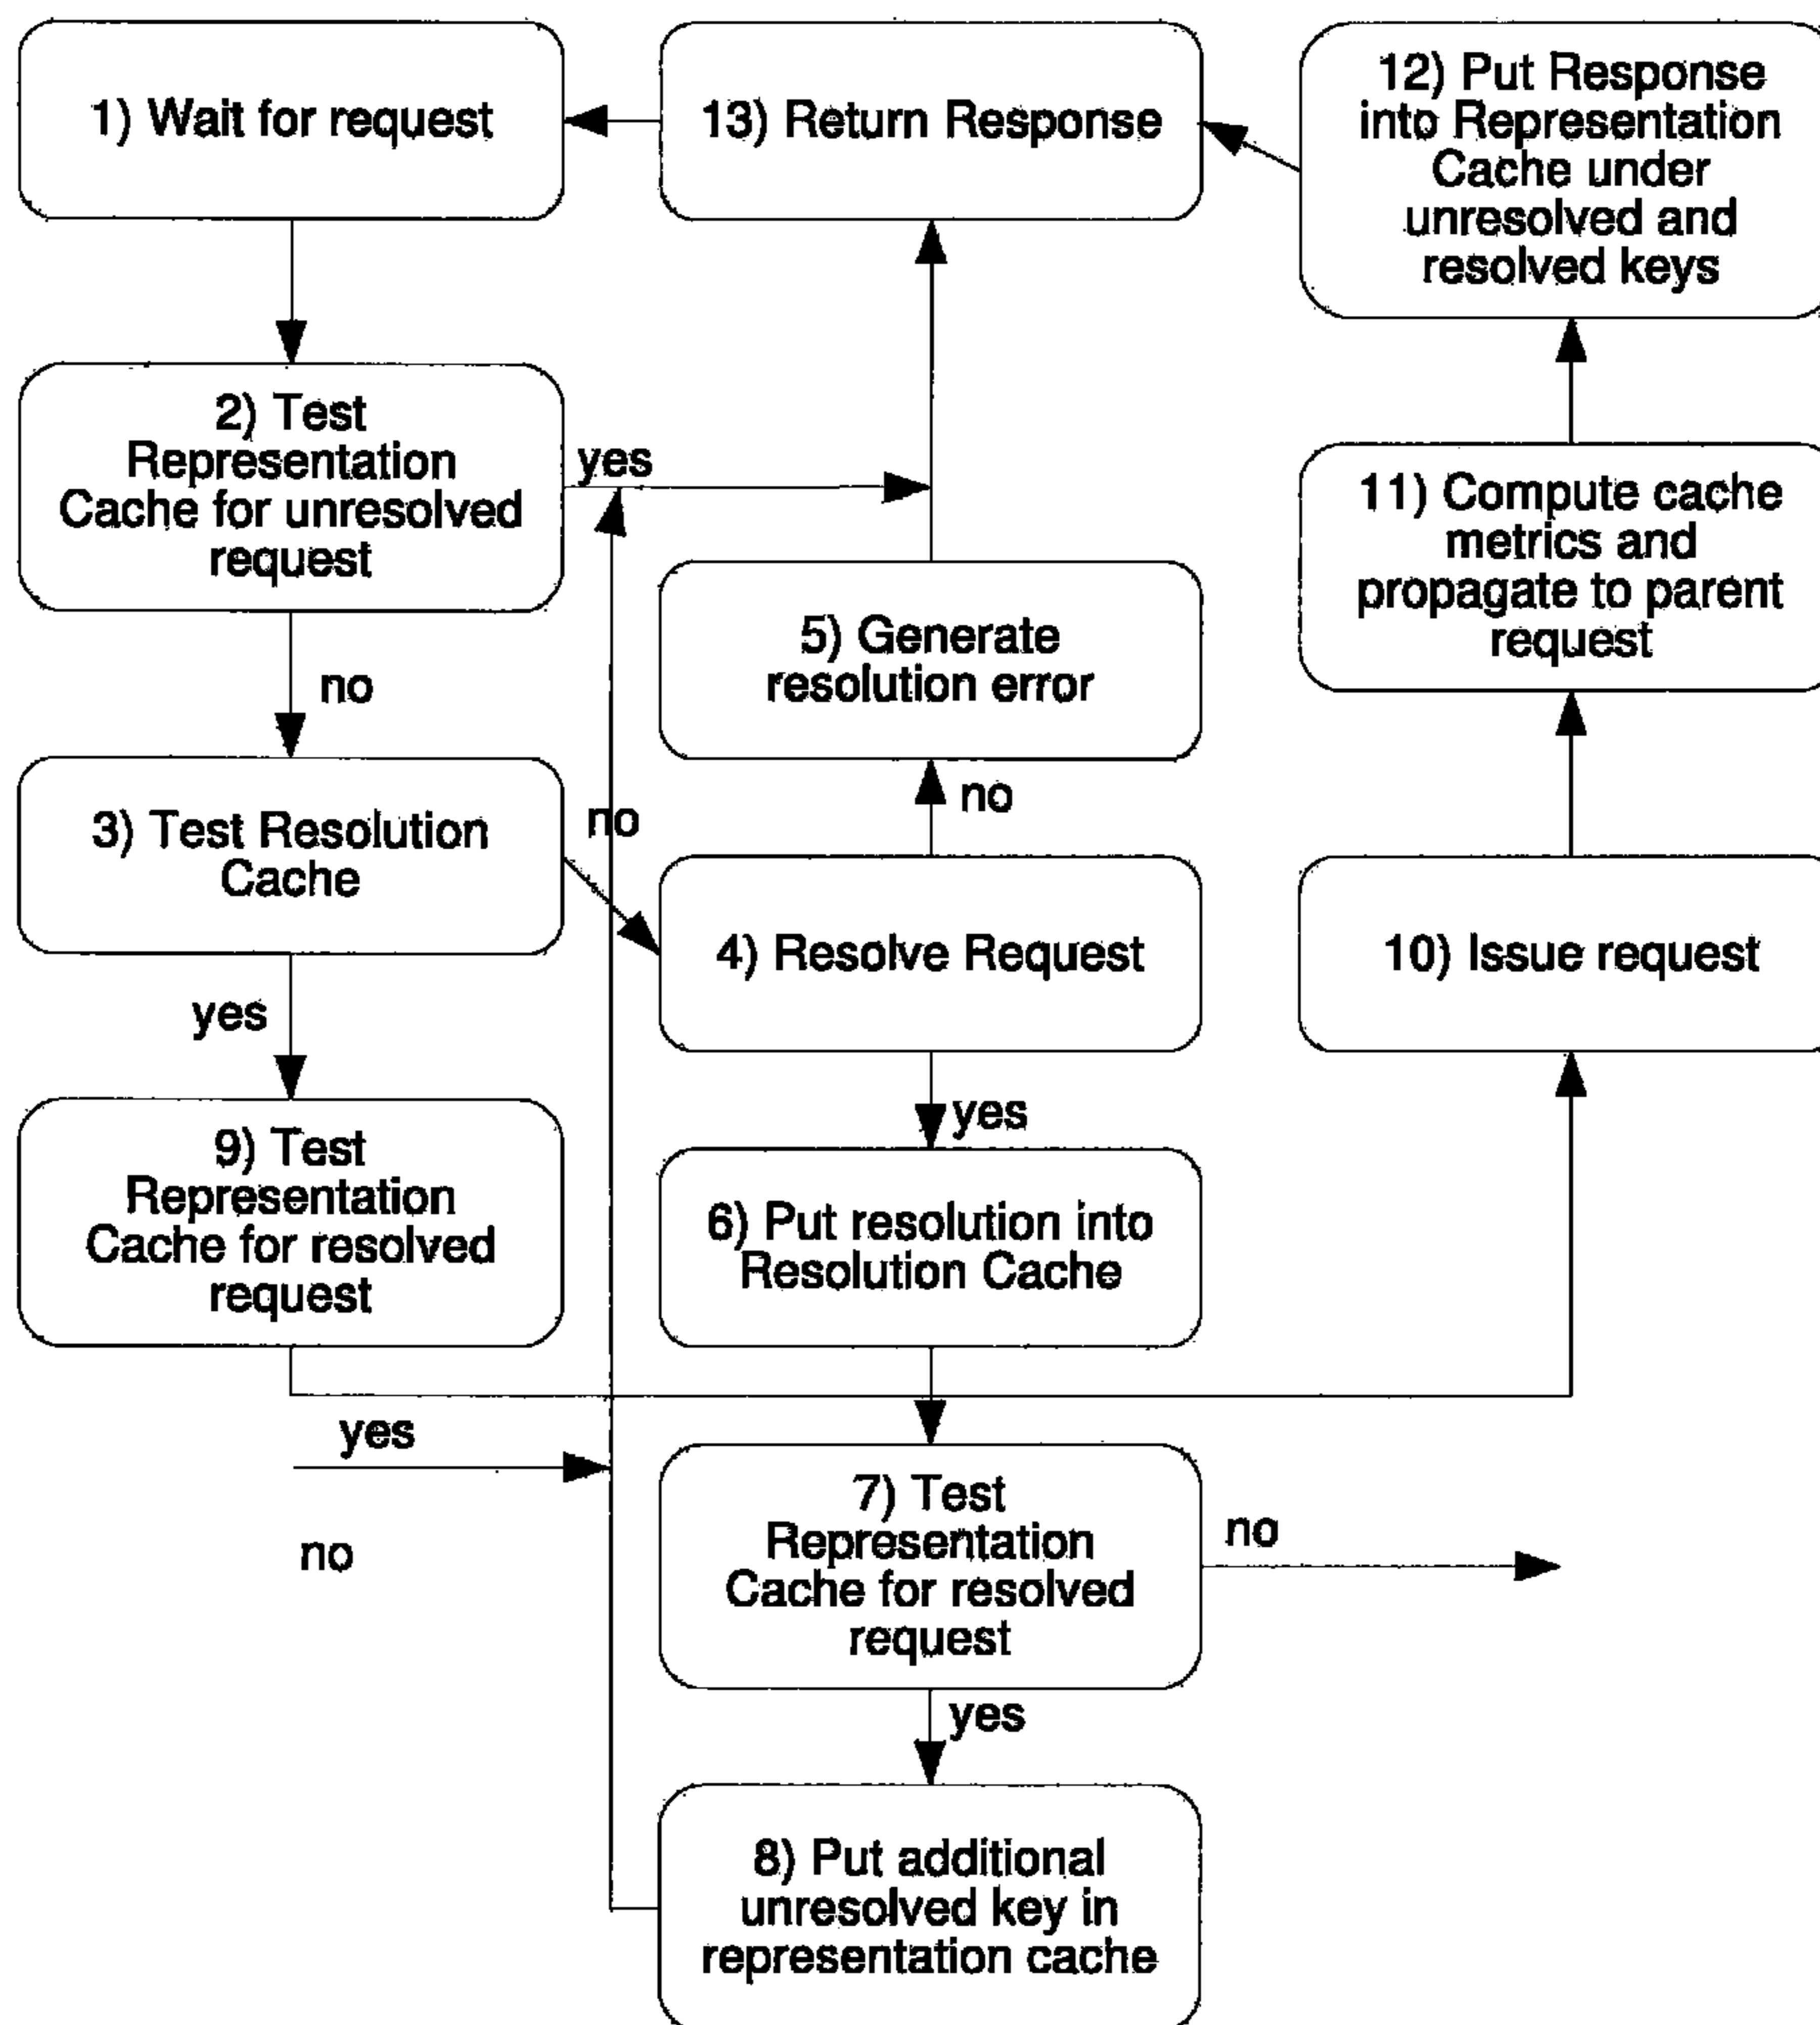 1) Wait for request
13) Return Response
12) Put Response
into Representation
Cache under
unresolved and
resolved keys
2) Test
Representation
Cache for unresolved
request
yes
no
5) Generate
resolution error
11) Compute cache
metrics and
propagate to parent
request
3) Test Resolution
Cache
no
no
4) Resolve Request
10) Issue request
yes
yes
9) Test
Representation
Cache for resolved
request
6) Put resolution into
Resolution Cache
yes
no
7) Test
Representation
Cache for resolved
request
no
yes
8) Put additional
unresolved key in
representation cache